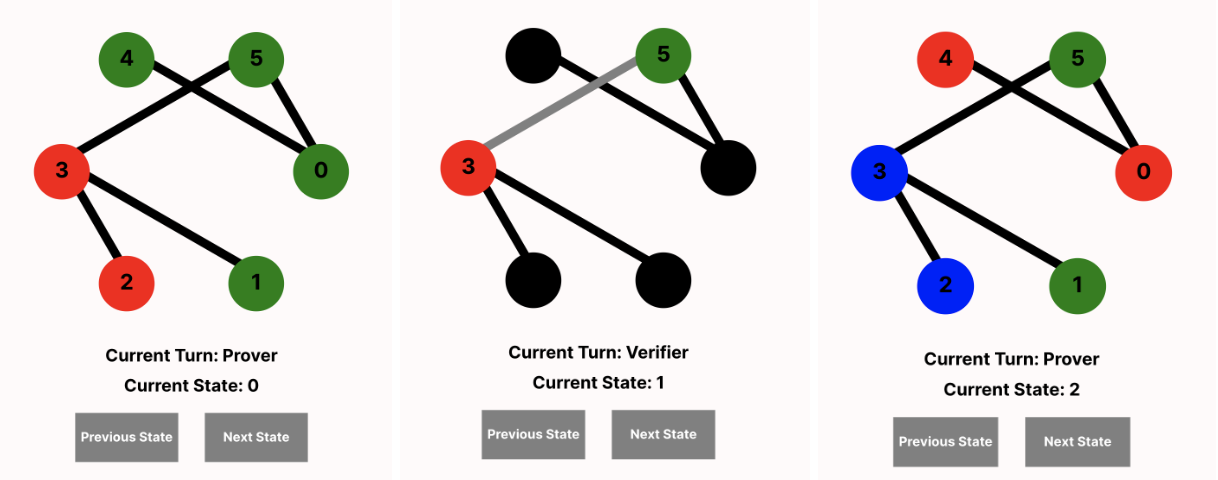 4 5
3 0
2 1
Current Turn: Prover
Current State: 0
Previous State Next State
5
3
Current Turn: Verifier
Current State: 1
Previous State Next State
4 5
3 0
2 1
Current Turn: Prover
Current State: 2
Previous State Next State